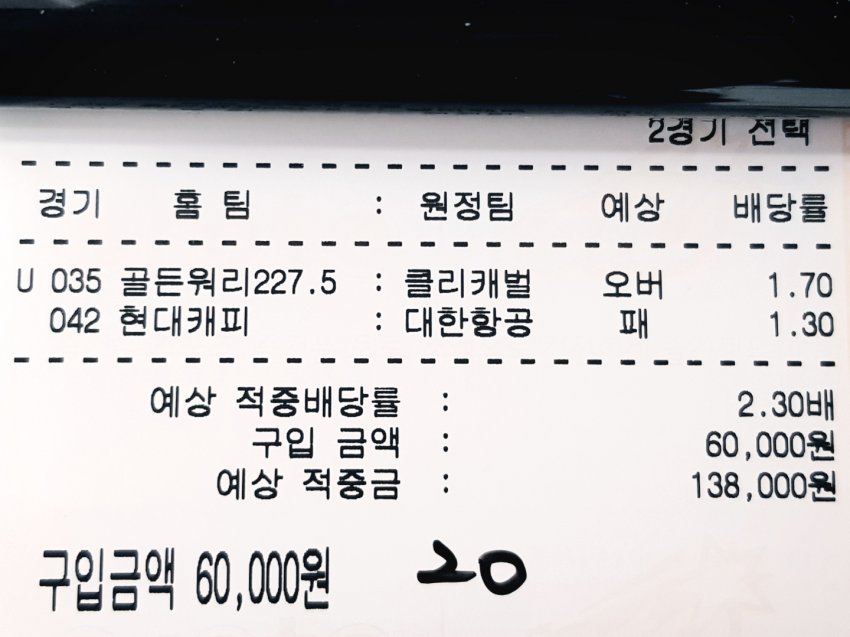 2경기 선택
경기 홈 팀 : 원정팀 예상 배당률
U 035 골든워리227.5 : 클리캐벌 오버 1.70
042 현대캐피 : 대한항공 패 1.30
예상 적중배당률 : 2.30배
구입 금액 : 60,000원
예상 적중금 : 138,000원
구입금액 60,000원 20